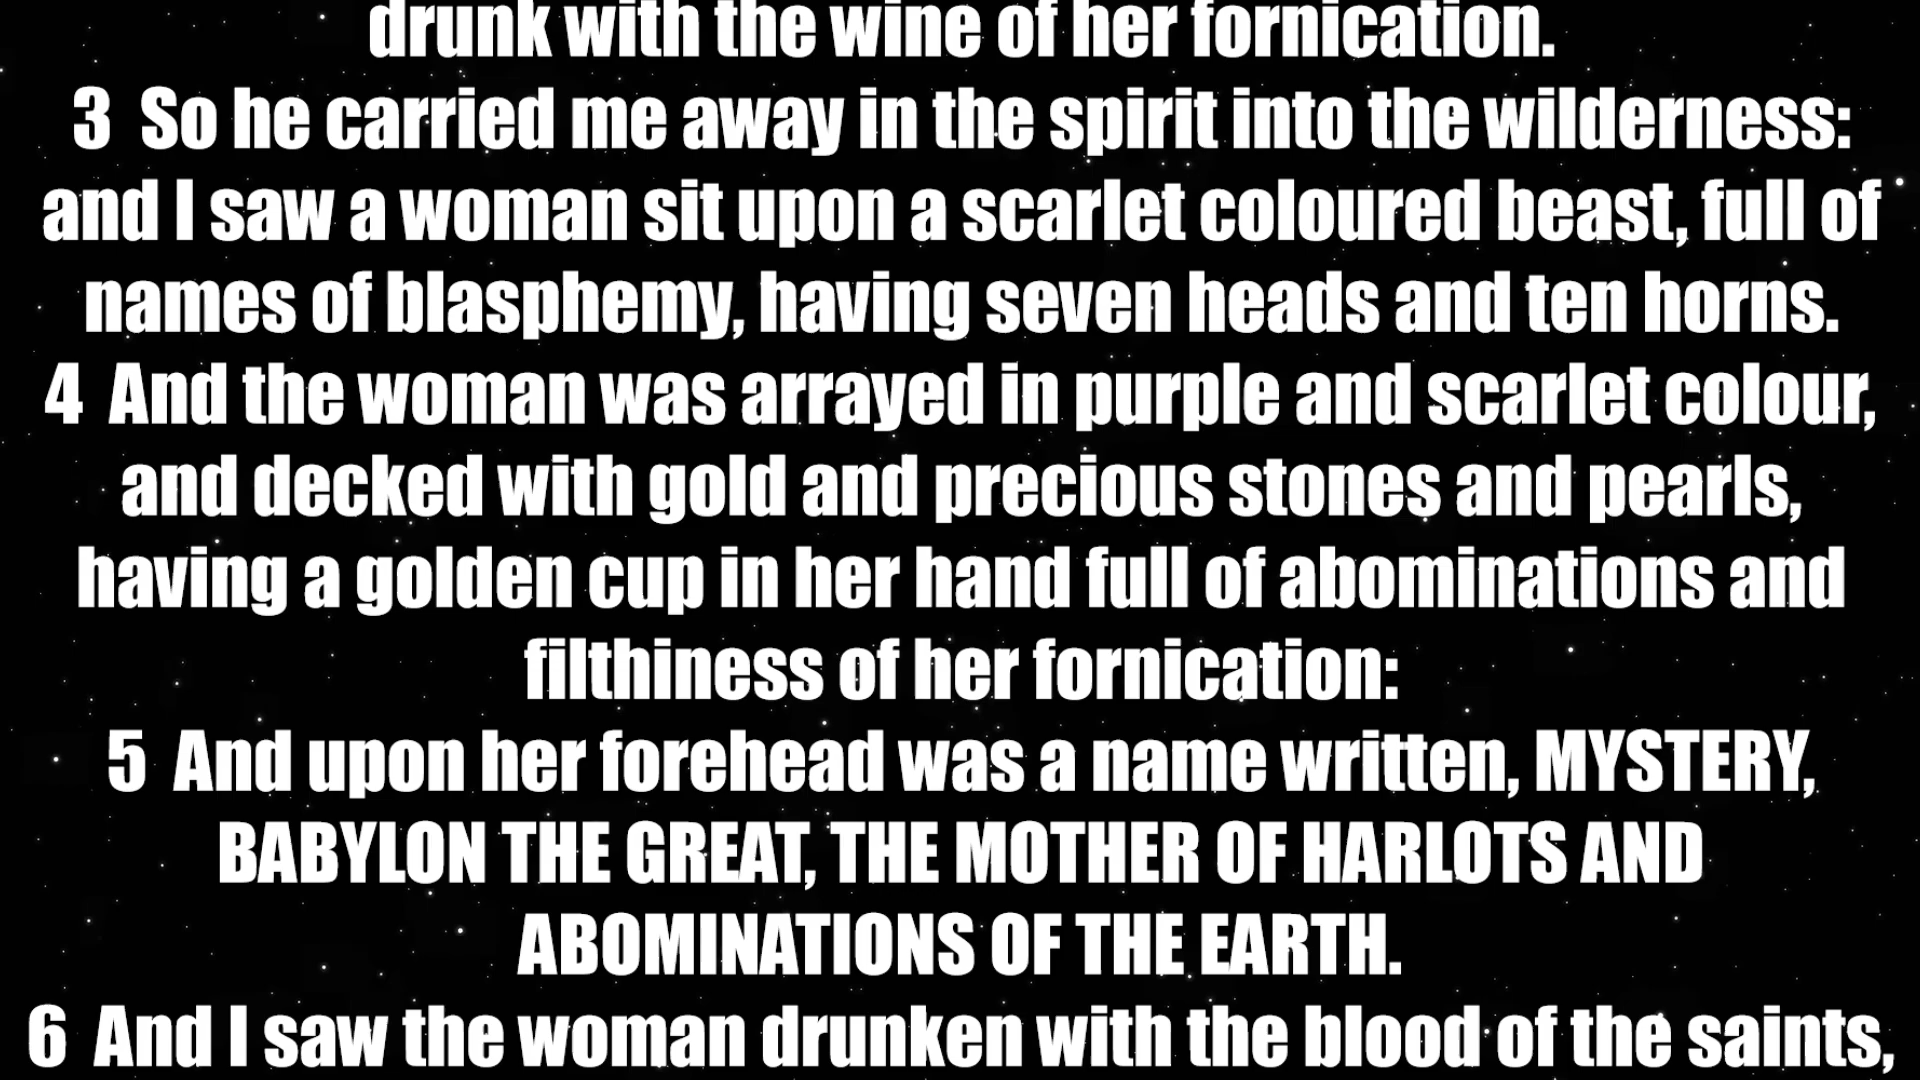 drunk with the wine of her fornication.
3 So he carried me away in the spirit into the wilderness:
and I saw a woman sit upon a scarlet coloured beast, full of
names of blasphemy, having seven heads and ten horns.
4 And the woman was arrayed in purple and scarlet colour,
and decked with gold and precious stones and pearls,
having a golden cup in her hand full of abominations and
filthiness of her fornication:
5 And upon her forehead was a name written, MYSTERY,
BABYLON THE GREAT, THE MOTHER OF HARLOTS AND
ABOMINATIONS OF THE EARTH.
6 And I saw the woman drunken with the blood of the saints,